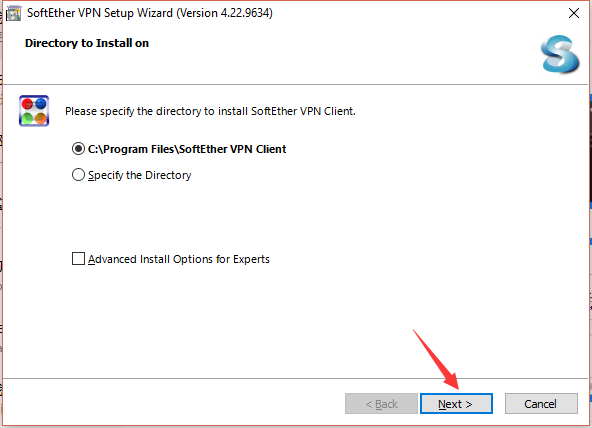 SoftEther VPN Setup Wizard (Version 4.22.9634)
Directory to Install on
Please specify the directory to install SoftEther VPN Client.
C:\Program Files\SoftEther VPN Client
Specify the Directory
Advanced Install Options for Experts
< Back
Next >
Cancel